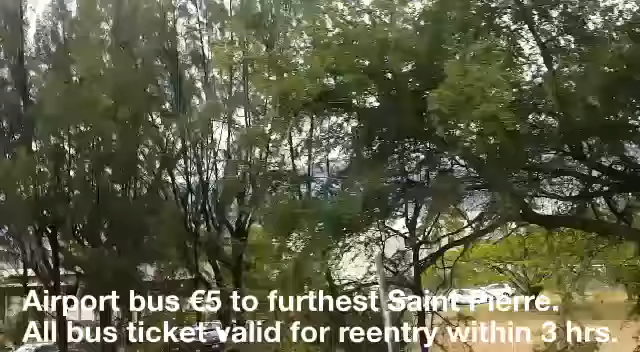 Airport bus €5 to furthest Saint Pierre.
All bus ticket valid for reentry within 3 hrs.